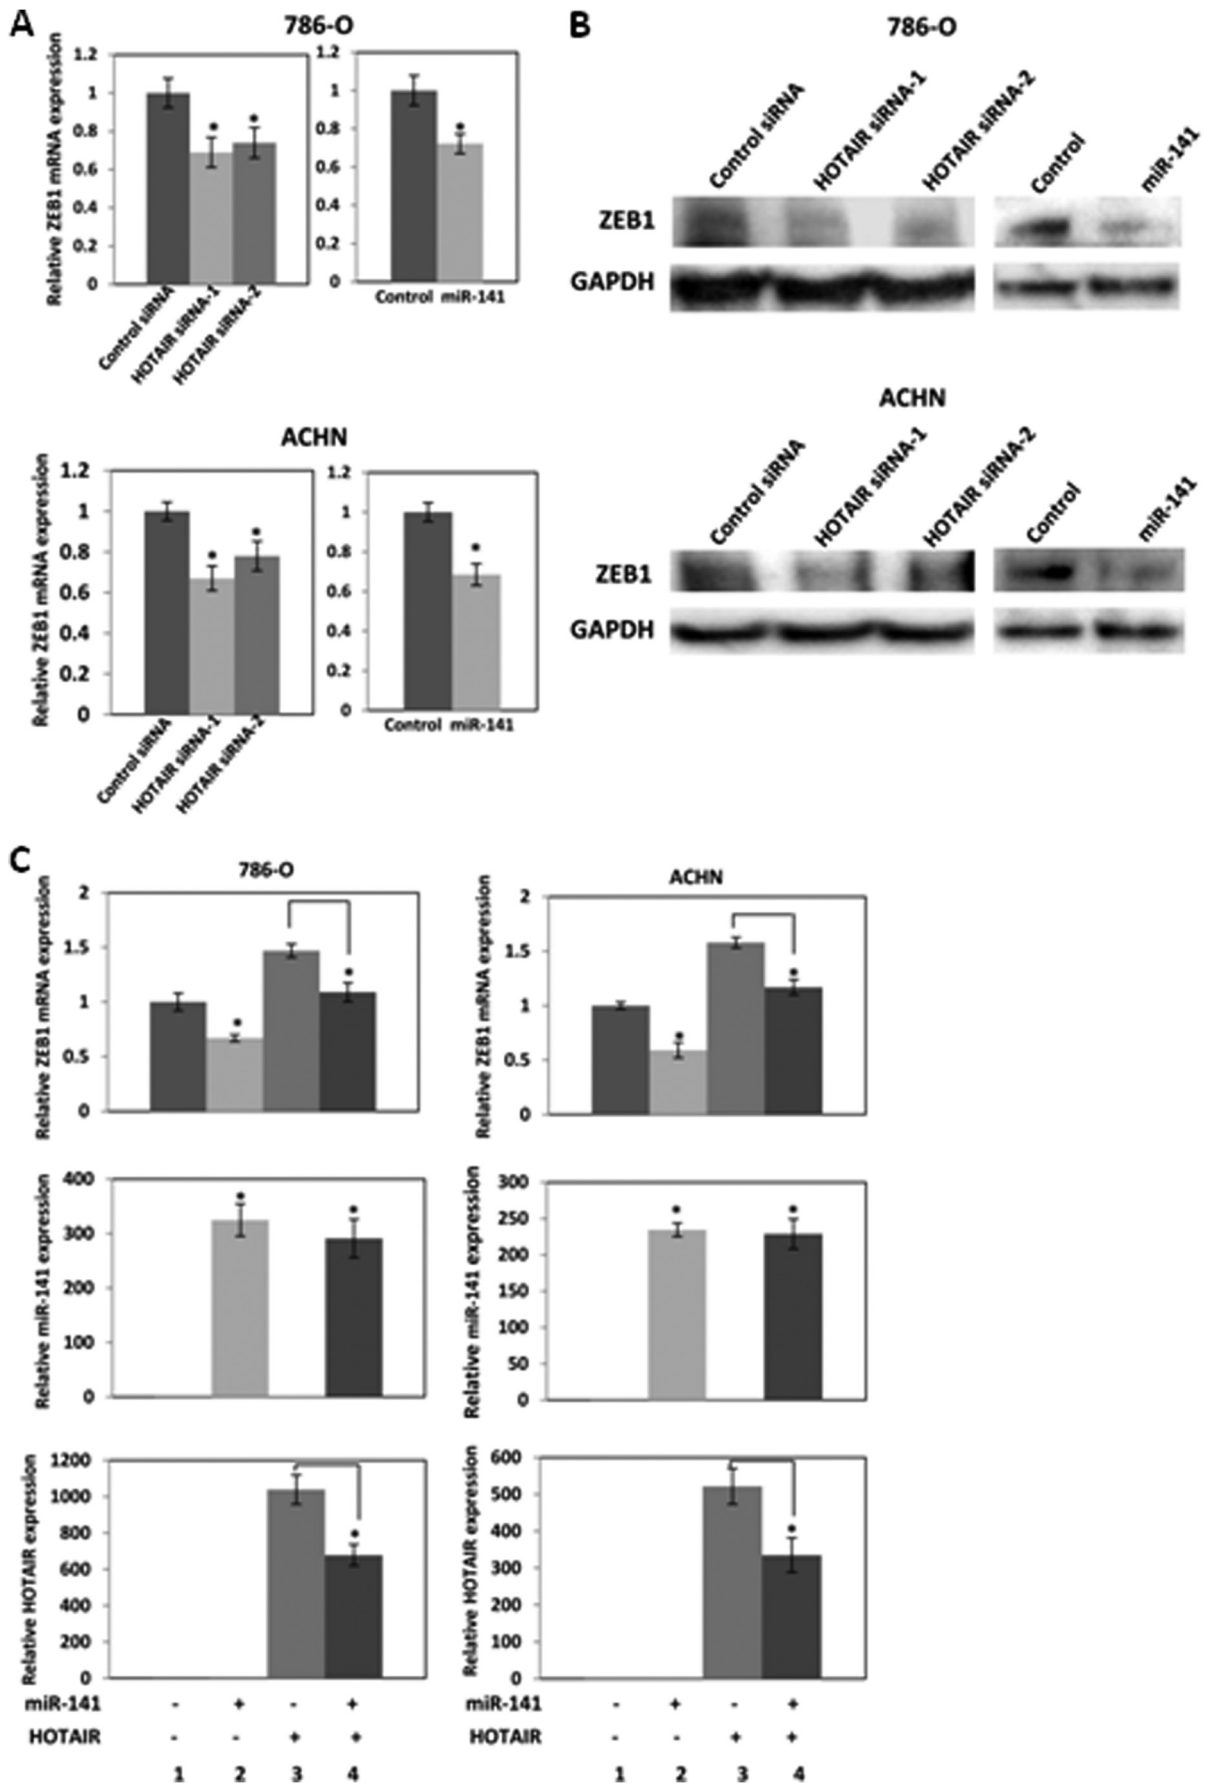 A
786-O
Relative ZEB1 mRNA expression
1.2
1
0.8
0.6
0.4
0.2
0
Control siRNA
HOTAIR siRNA-1
HOTAIR siRNA-2
1.2
1
0.8
0.6
0.4
0.2
0
Control miR-141
ACHN
Relative ZEB1 mRNA expression
1.2
1
0.8
0.6
0.4
0.2
0
Control siRNA
HOTAIR siRNA-1
HOTAIR siRNA-2
1.2
1
0.8
0.6
0.4
0.2
0
Control miR-141
B
786-O
Control siRNA
HOTAIR siRNA-1
HOTAIR siRNA-2
Control
miR-141
ZEB1
GAPDH
ACHN
Control siRNA
HOTAIR siRNA-1
HOTAIR siRNA-2
Control
miR-141
ZEB1
GAPDH
C
786-O
Relative ZEB1 mRNA expression
2
1.5
1
0.5
0
ACHN
Relative ZEB1 mRNA expression
2
1.5
1
0.5
0
Relative miR-141 expression
400
300
200
100
0
Relative miR-141 expression
300
250
200
150
100
50
0
Relative HOTAIR expression
1200
1000
800
600
400
200
0
Relative HOTAIR expression
600
500
400
300
200
100
0
miR-141 - + - +
HOTAIR - - + +
1 2 3 4
miR-141 - + - +
HOTAIR - - + +
1 2 3 4